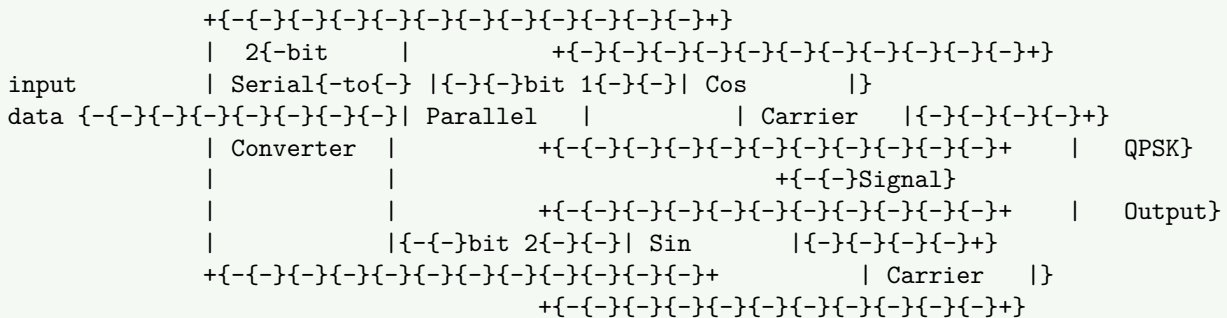 +{-{-}{-}{-}{-}{-}{-}{-}{-}{-}{-}{-}+}
| 2{-bit | +{-}{-}{-}{-}{-}{-}{-}{-}{-}{-}+}
input | Serial{-to{-} |{-}{-}bit 1{-}{-}| Cos |}
data {-{-}{-}{-}{-}{-}{-}{-}| Parallel | | Carrier |{-}{-}{-}{-}+}
| Converter | +{-{-}{-}{-}{-}{-}{-}{-}{-}{-}+ | QPSK}
| | +{-{-}Signal}
| | +{-{-}{-}{-}{-}{-}{-}{-}{-}{-}+ | Output}
| |{-{-}bit 2{-}{-}| Sin |{-}{-}{-}{-}+}
+{-{-}{-}{-}{-}{-}{-}{-}{-}{-}{-}{-}+ | Carrier |}
+{-{-}{-}{-}{-}{-}{-}{-}{-}{-}+}